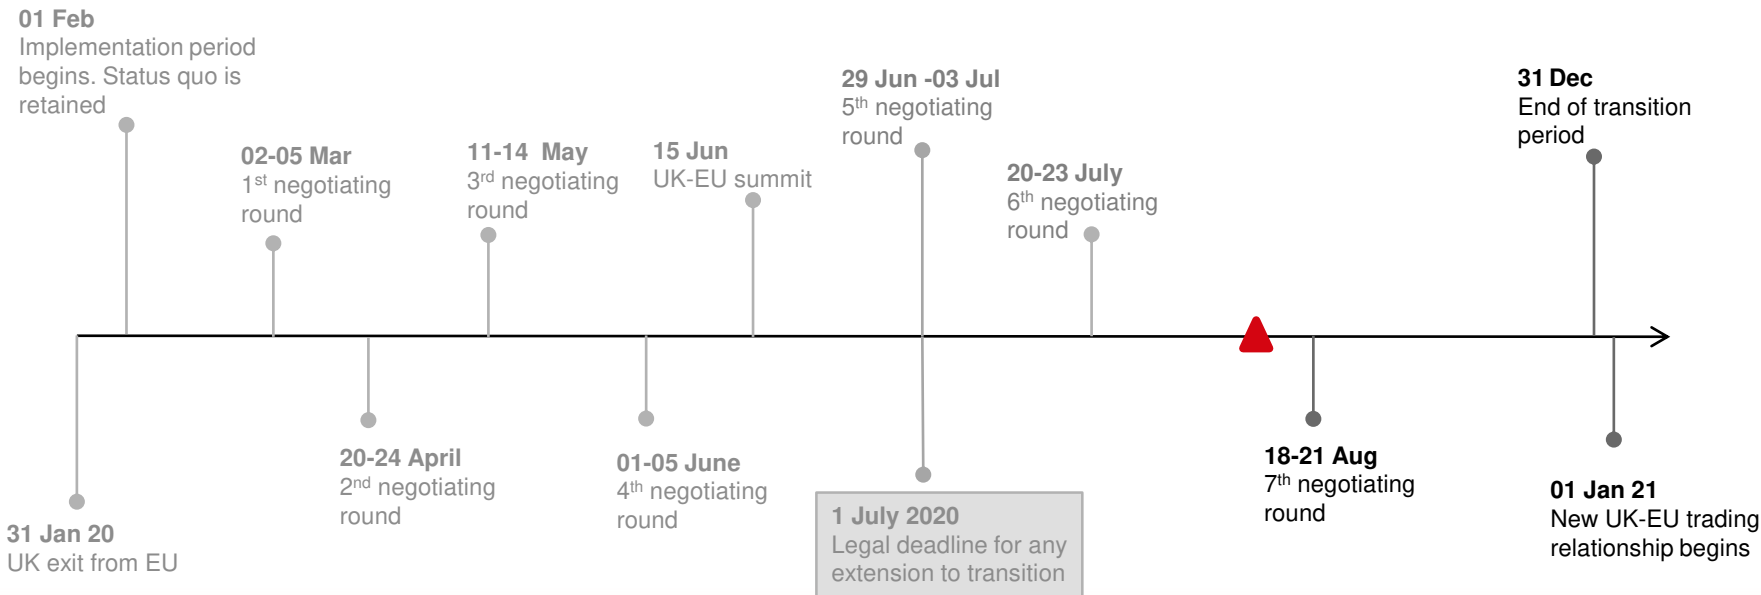 01 Feb
Implementation period
begins. Status quo is
retained
02-05 Mar
1st negotiating
round
11-14 May
3rd negotiating
round
15 Jun
UK-EU summit
29 Jun -03 Jul
5th negotiating
round
20-23 July
6th negotiating
round
31 Dec
End of transition
period
31 Jan 20
UK exit from EU
20-24 April
2nd negotiating
round
01-05 June
4th negotiating
round
1 July 2020
Legal deadline for any
extension to transition
18-21 Aug
7th negotiating
round
01 Jan 21
New UK-EU trading
relationship begins